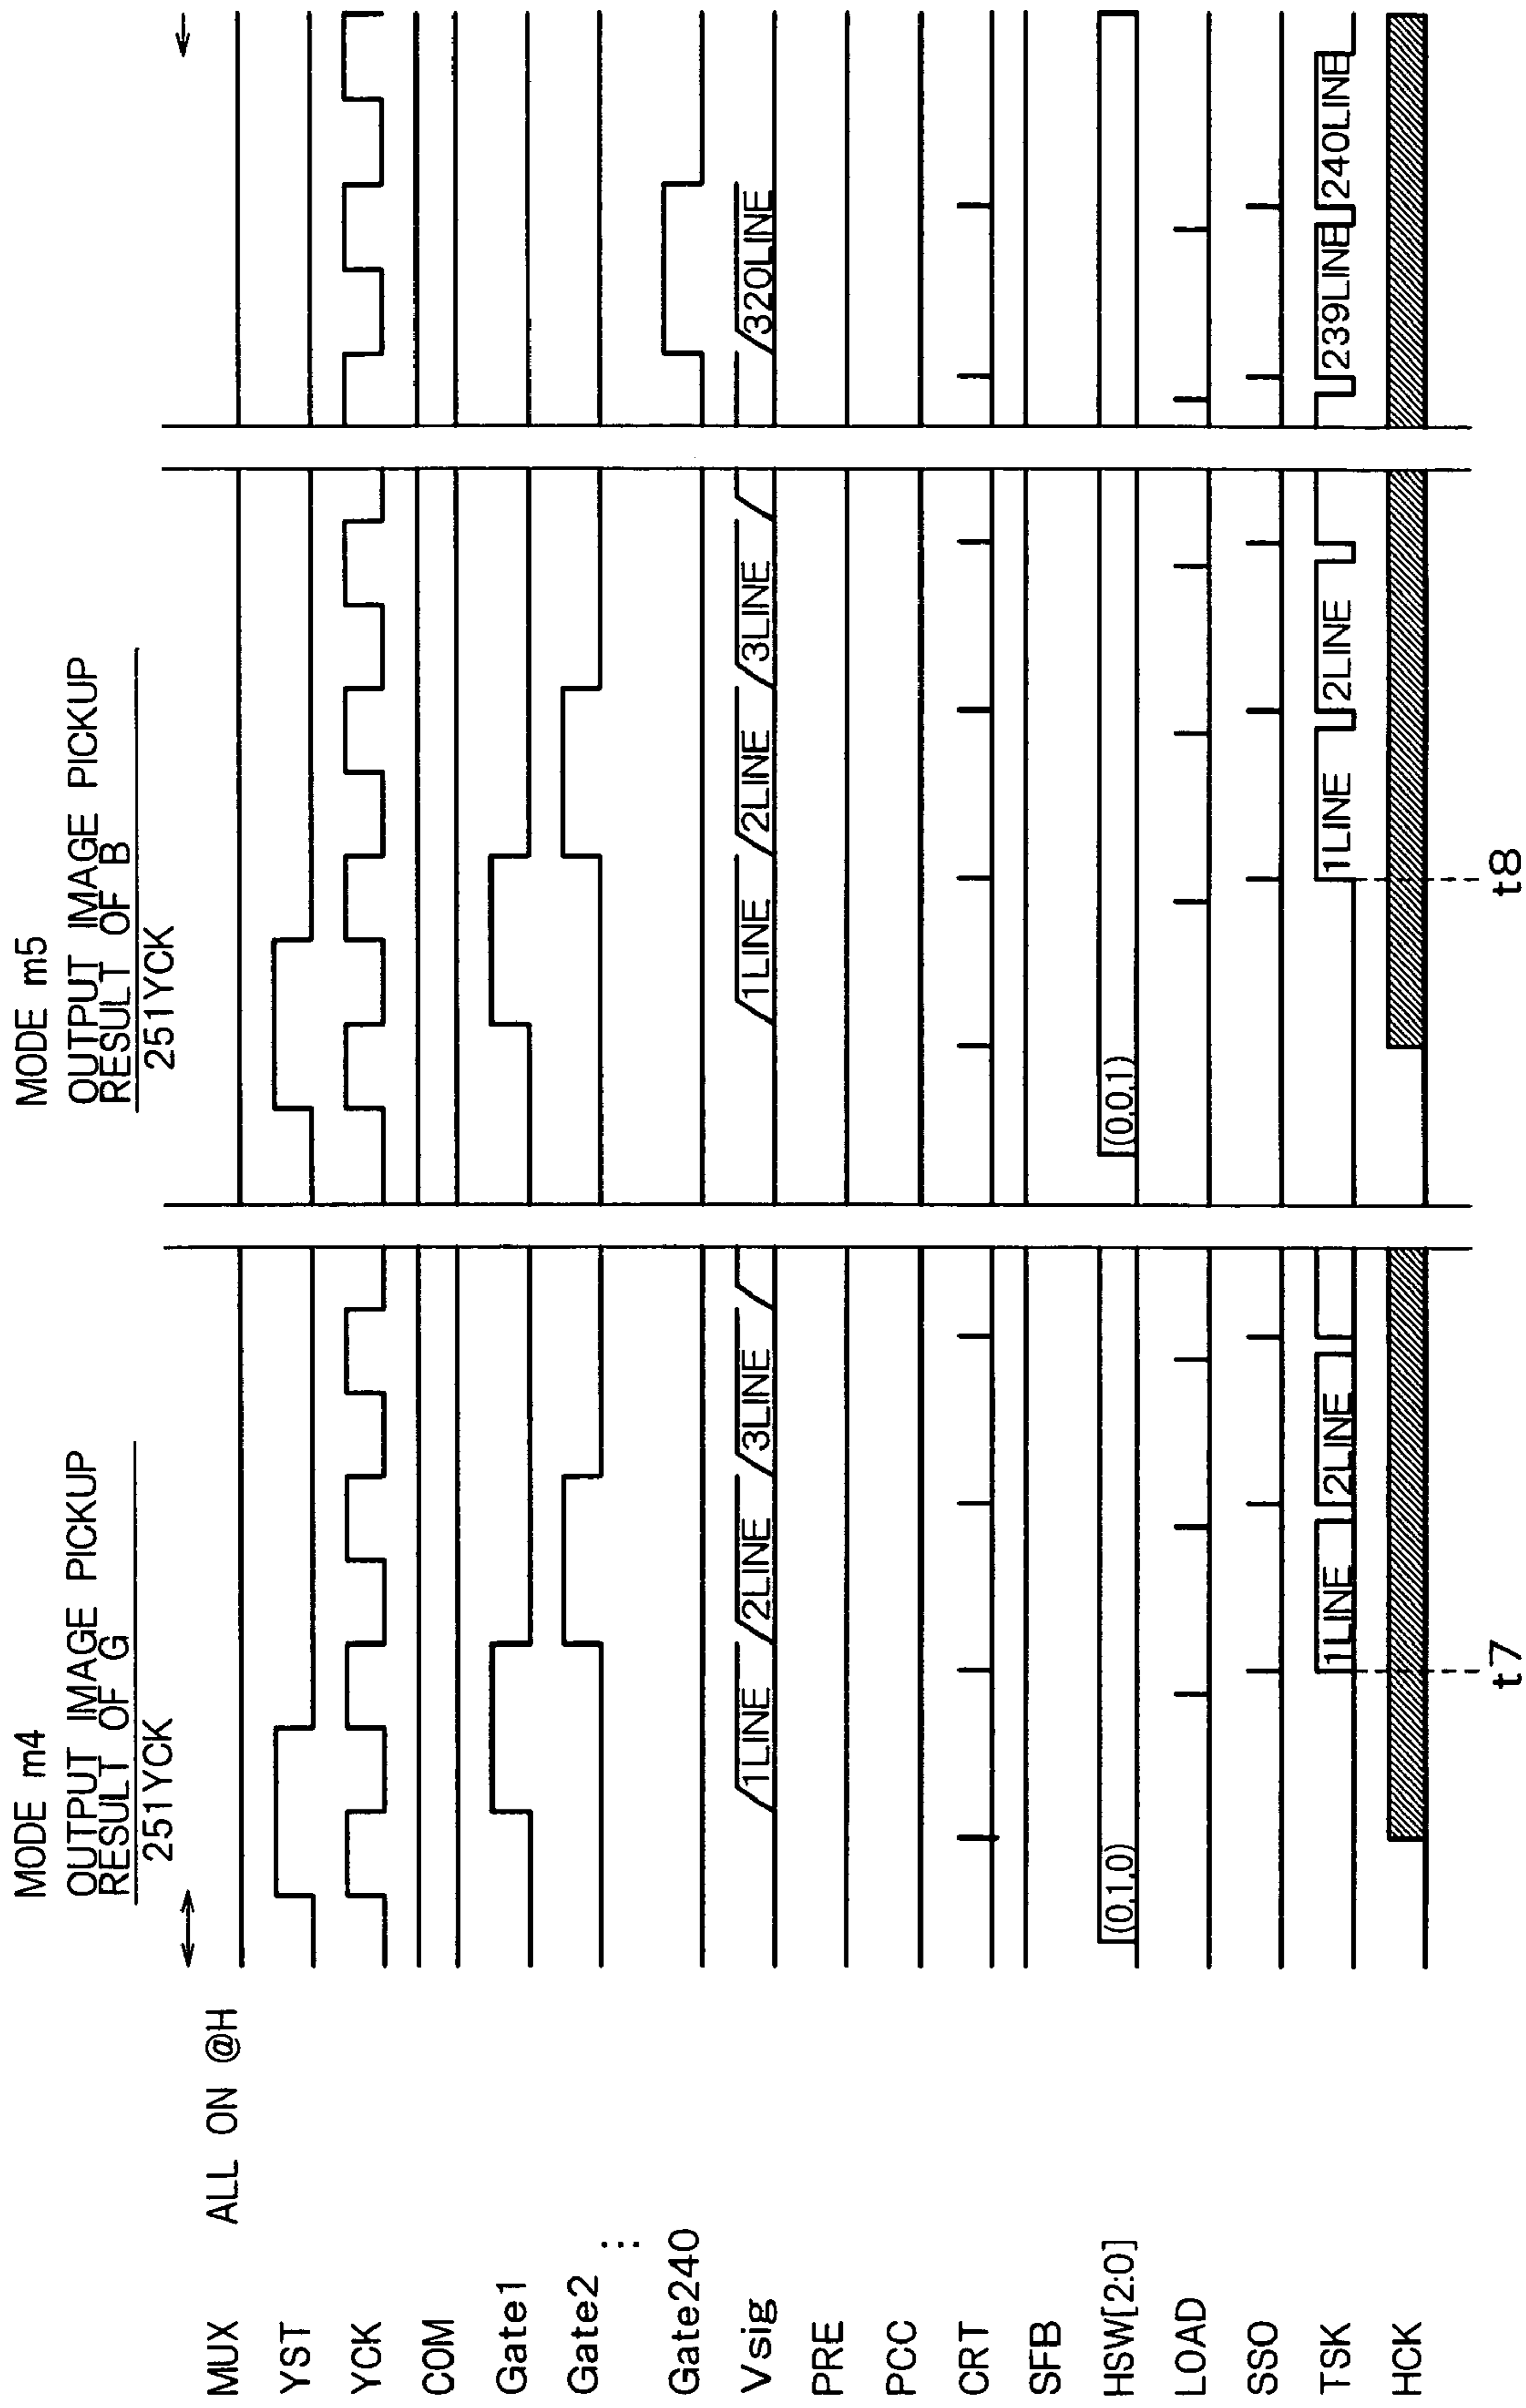 MODE m4
OUTPUT IMAGE PICKUP
RESULT OF G
251YCK
MODE m5
OUTPUT IMAGE PICKUP
RESULT OF B
251YCK
MUX ALL ON @H
YST
YCK
COM
Gate1
Gate2
⋮
Gate240
Vsig 1LINE 2LINE 3LINE 1LINE 2LINE 3LINE 320LINE
PRE
PCC
CRT
SFB
HSW[2:0] (0,1,0) (0,0,1)
LOAD
SSO
TSK 1LINE 2LINE 1LINE 2LINE 239LINE 240LINE
HCK
t7 t8